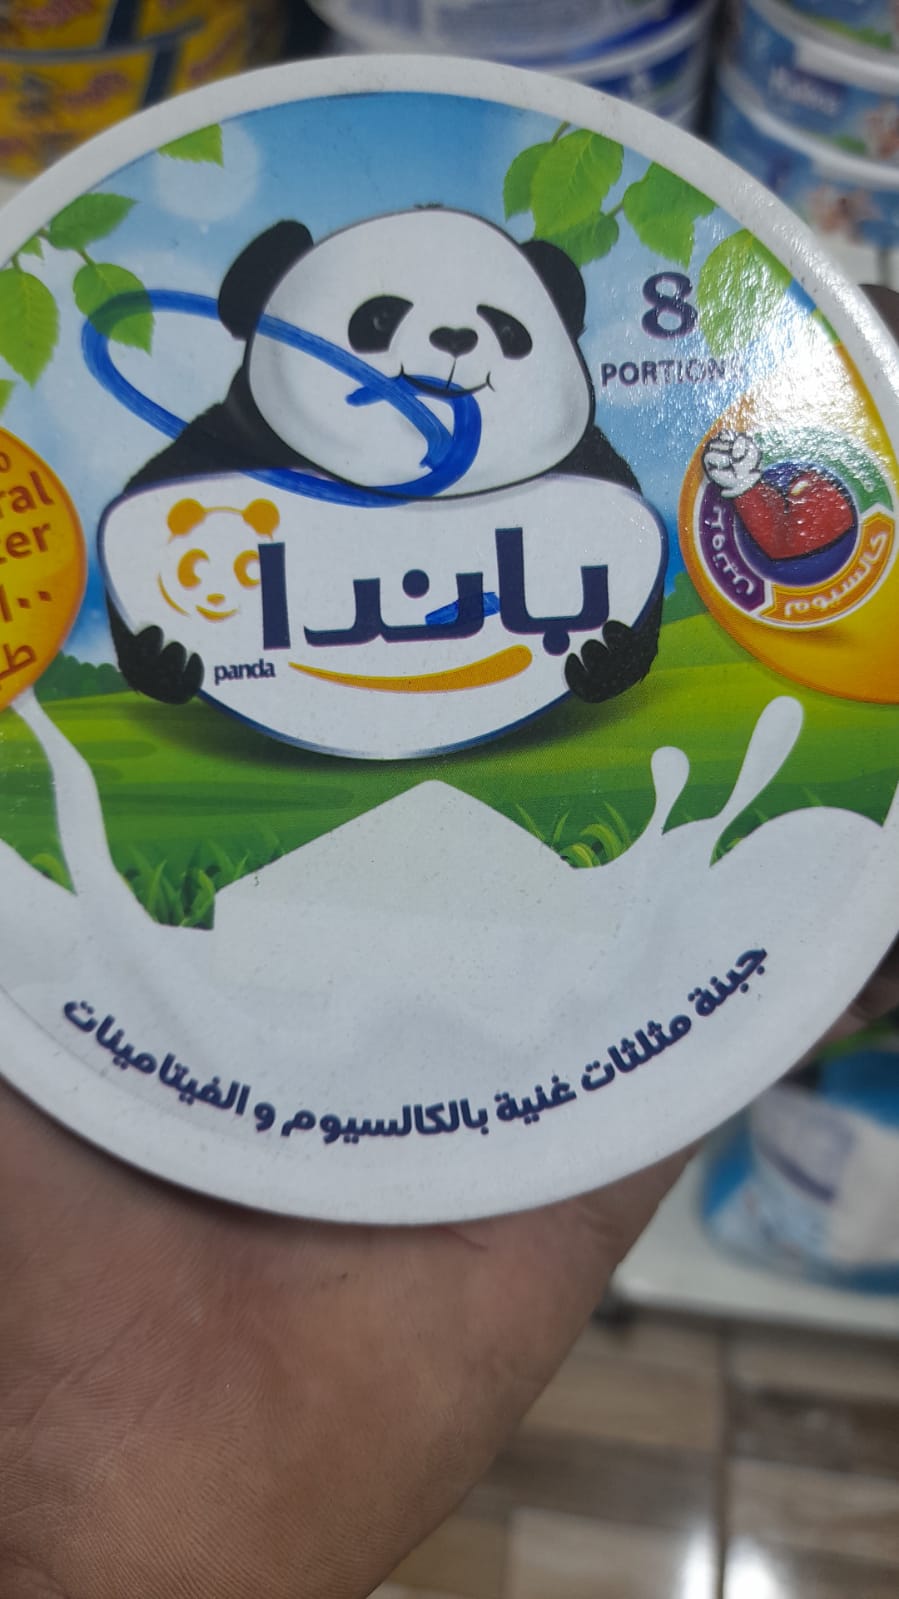 8
PORTIONS
باندا
panda
كالسيوم
جبنة مثلثات غنية بالكالسيوم و الفيتامينات